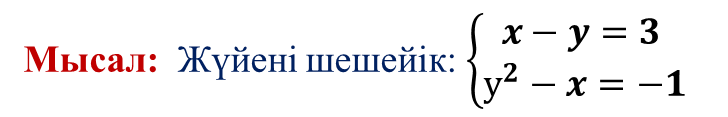 Мысал: Жүйені шешейік: { x − y = 3
y² − x = −1